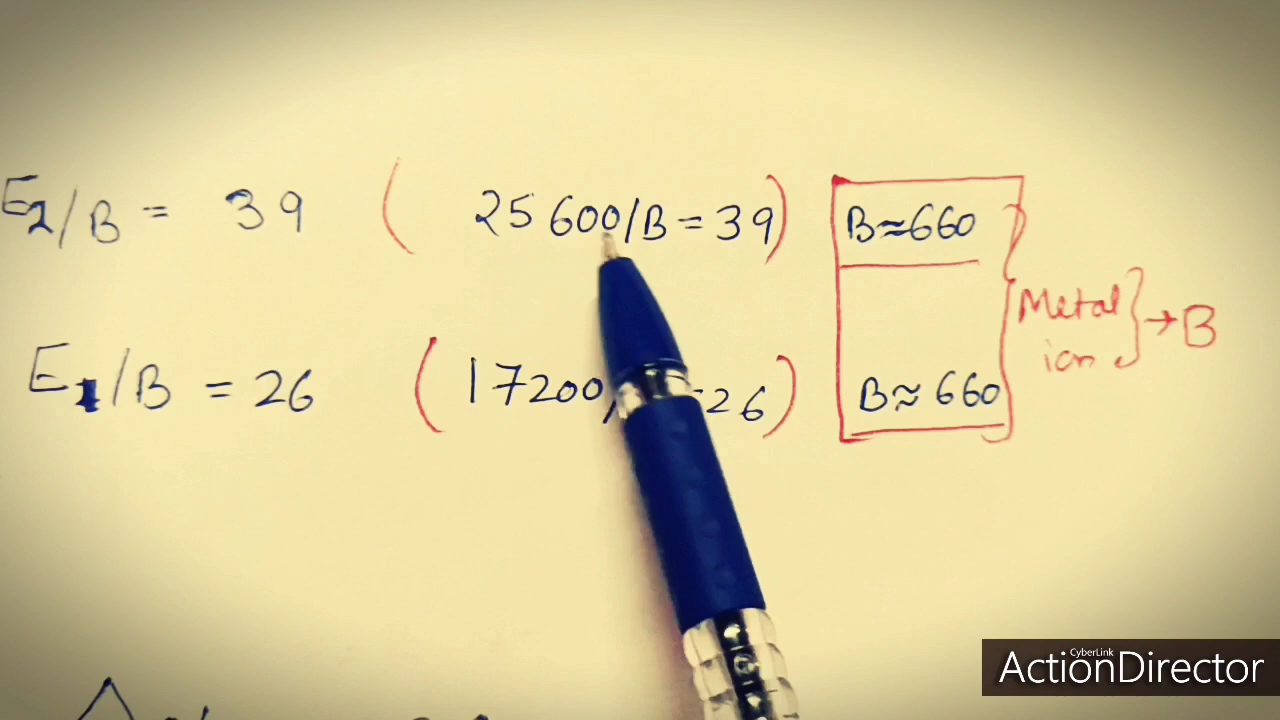 E2/B = 39 ( 25600/B = 39) B≈660
E1/B = 26 ( 17200 26) B≈660
Metal
ion } → B
CyberLink
ActionDirector